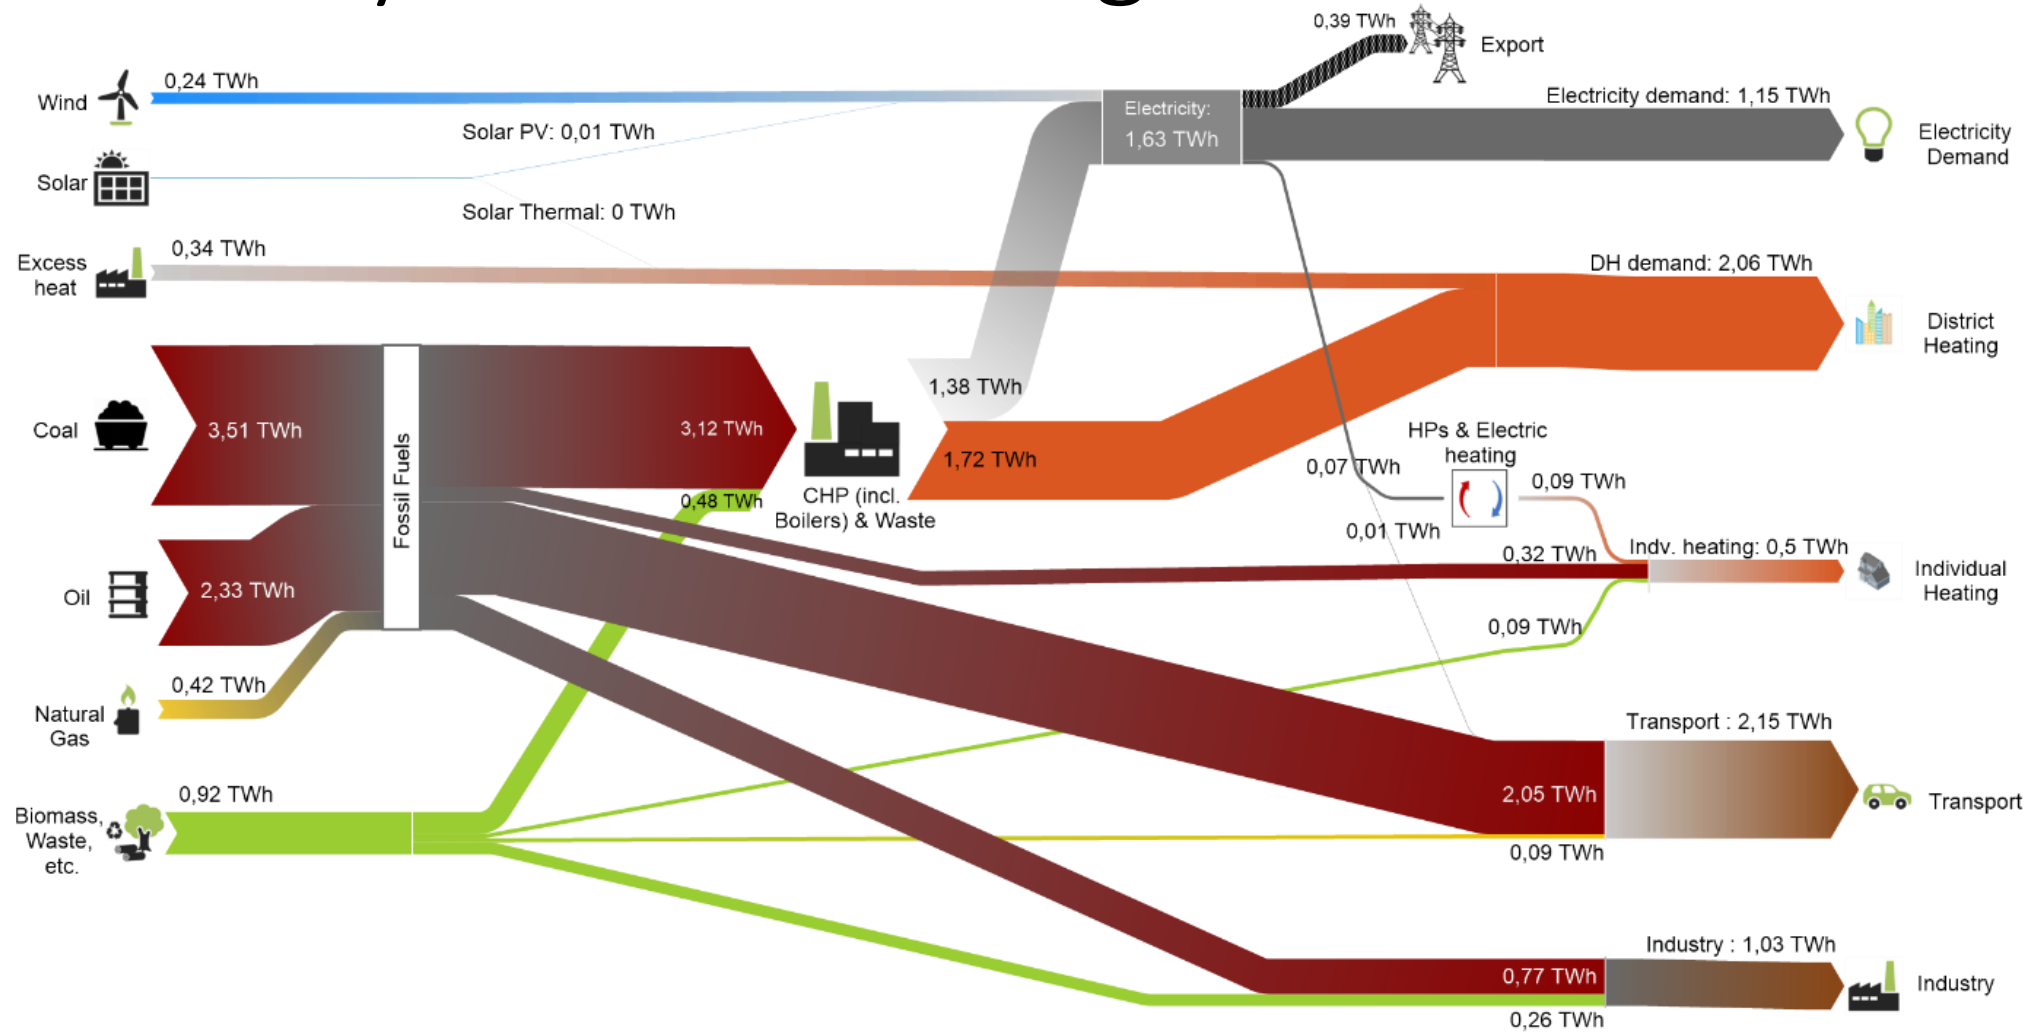 0,39 TWh
Export
0,24 TWh
Wind
Electricity:
1,63 TWh
Electricity demand: 1,15 TWh
Electricity
Demand
Solar PV: 0,01 TWh
Solar
Solar Thermal: 0 TWh
0,34 TWh
Excess
heat
DH demand: 2,06 TWh
District
Heating
Coal
3,51 TWh
Fossil Fuels
3,12 TWh
0,48 TWh
1,38 TWh
1,72 TWh
CHP (incl.
Boilers) & Waste
HPs & Electric
heating
0,07 TWh
0,09 TWh
0,01 TWh
0,32 TWh
Indv. heating: 0,5 TWh
Individual
Heating
Oil
2,33 TWh
0,09 TWh
0,42 TWh
Natural
Gas
Transport : 2,15 TWh
2,05 TWh
Transport
0,09 TWh
0,92 TWh
Biomass,
Waste,
etc.
Industry : 1,03 TWh
0,77 TWh
Industry
0,26 TWh